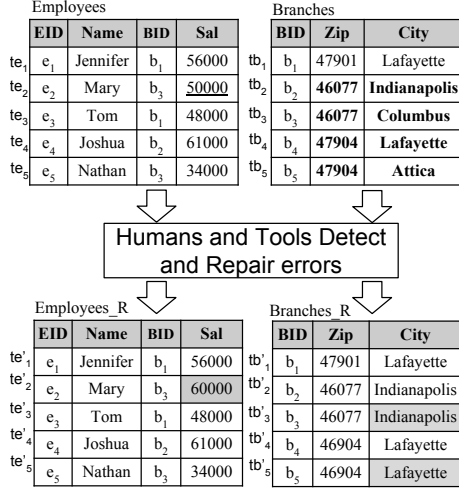 Employees Branches
EID Name BID Sal BID Zip City
te1 e1 Jennifer b1 56000 tb1 b1 47901 Lafayette
te2 e2 Mary b3 50000 tb2 b2 46077 Indianapolis
te3 e3 Tom b1 48000 tb3 b3 46077 Columbus
te4 e4 Joshua b2 61000 tb4 b4 47904 Lafayette
te5 e5 Nathan b3 34000 tb5 b5 47904 Attica
Humans and Tools Detect
and Repair errors
Employees_R Branches_R
EID Name BID Sal BID Zip City
te'1 e1 Jennifer b1 56000 tb'1 b1 47901 Lafayette
te'2 e2 Mary b3 60000 tb'2 b2 46077 Indianapolis
te'3 e3 Tom b1 48000 tb'3 b3 46077 Indianapolis
te'4 e4 Joshua b2 61000 tb'4 b4 46904 Lafayette
te'5 e5 Nathan b3 34000 tb'5 b5 46904 Lafayette